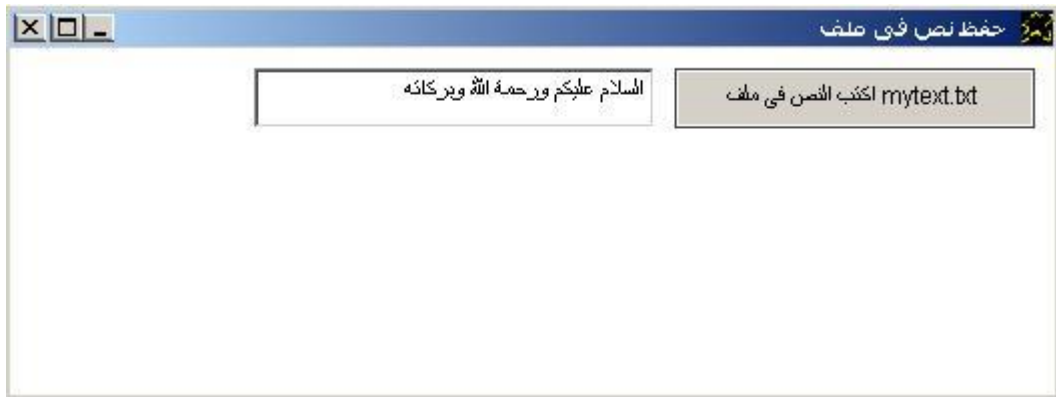 حفظ نص فى ملف
mytext.txt اكتب النص فى ملف
السلام عليكم ورحمة الله وبركاته